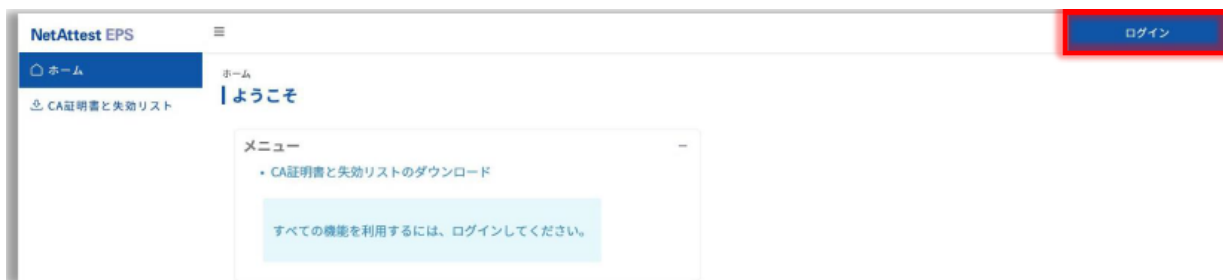 NetAttest EPS
ログイン
ホーム
CA証明書と失効リスト
ホーム
ようこそ
メニュー
・CA証明書と失効リストのダウンロード
すべての機能を利用するには、ログインしてください。